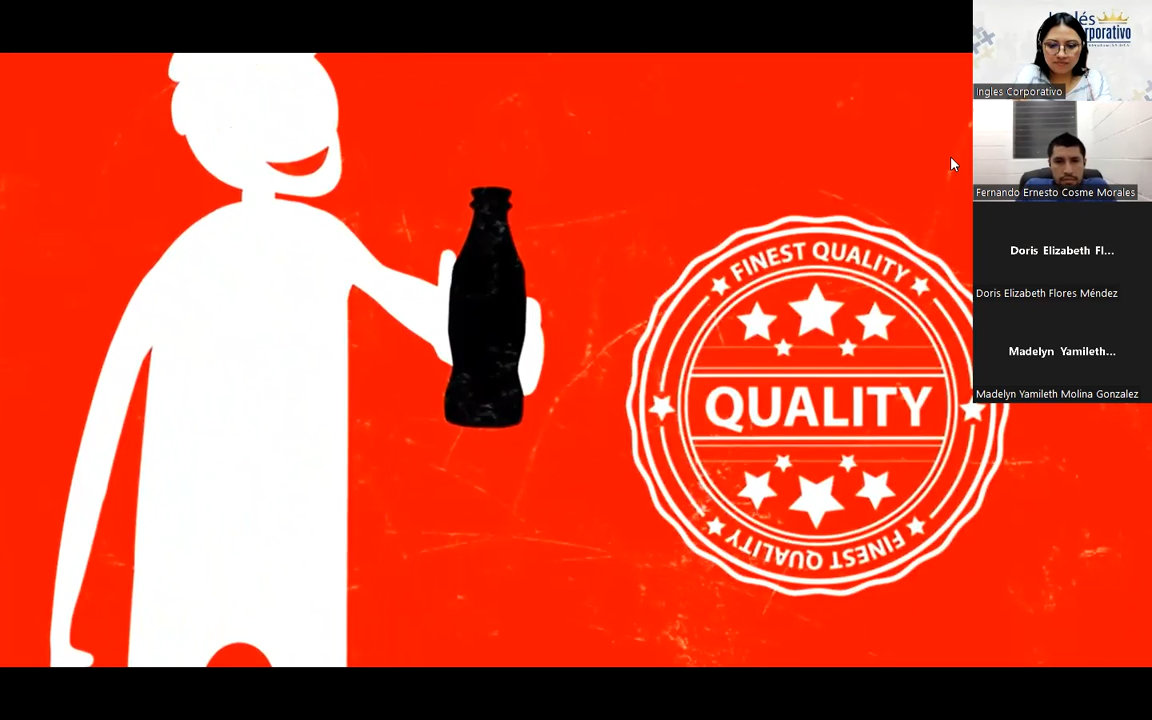 FINEST QUALITY
QUALITY
FINEST QUALITY
Inglés
Corporativo
Ingles Corporativo
Fernando Ernesto Cosme Morales
Doris Elizabeth Fl...
Doris Elizabeth Flores Méndez
Madelyn Yamileth...
Madelyn Yamileth Molina Gonzalez